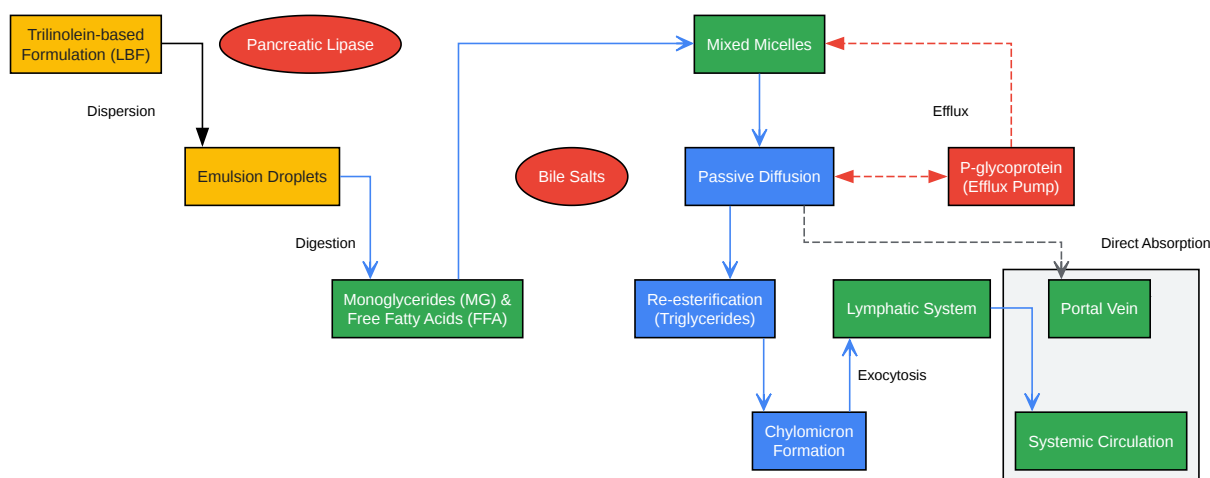 Trilinolein-based
Formulation (LBF)
Pancreatic Lipase
Mixed Micelles
Dispersion
Efflux
Emulsion Droplets
Bile Salts
Passive Diffusion
P-glycoprotein
(Efflux Pump)
Digestion
Direct Absorption
Monoglycerides (MG) &
Free Fatty Acids (FFA)
Re-esterification
(Triglycerides)
Lymphatic System
Portal Vein
Exocytosis
Chylomicron
Formation
Systemic Circulation